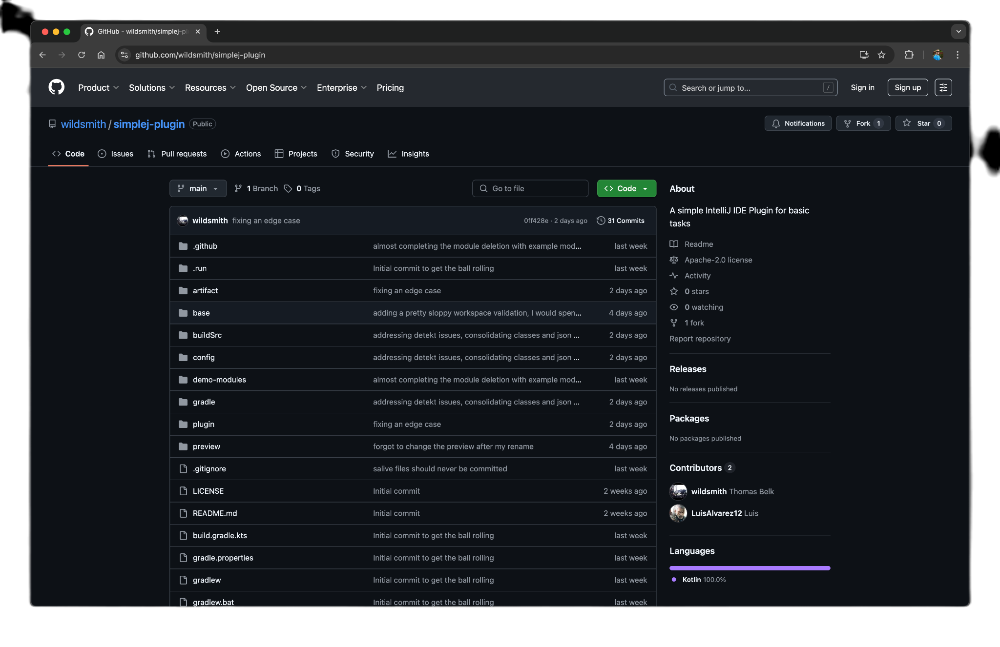 GitHub - wildsmith/simplej-pl
github.com/wildsmith/simplej-plugin
Product Solutions Resources Open Source Enterprise Pricing Search or jump to... / Sign in Sign up
wildsmith / simplej-plugin Public Notifications Fork 1 Star 0
Code Issues Pull requests Actions Projects Security Insights
main 1 Branch 0 Tags Go to file Code
wildsmith fixing an edge case 0ff428e · 2 days ago 31 Commits
.github almost completing the module deletion with example mod... last week
.run Initial commit to get the ball rolling last week
artifact fixing an edge case 2 days ago
base adding a pretty sloppy workspace validation, I would spen... 4 days ago
buildSrc addressing detekt issues, consolidating classes and json ... 2 days ago
config addressing detekt issues, consolidating classes and json ... 2 days ago
demo-modules almost completing the module deletion with example mod... last week
gradle addressing detekt issues, consolidating classes and json ... 2 days ago
plugin fixing an edge case 2 days ago
preview forgot to change the preview after my rename 4 days ago
.gitignore salive files should never be committed last week
LICENSE Initial commit 2 weeks ago
README.md Initial commit 2 weeks ago
build.gradle.kts Initial commit to get the ball rolling last week
gradle.properties Initial commit to get the ball rolling last week
gradlew Initial commit to get the ball rolling last week
gradlew.bat Initial commit to get the ball rolling last week
About
A simple IntelliJ IDE Plugin for basic
tasks
Readme
Apache-2.0 license
Activity
0 stars
0 watching
1 fork
Report repository
Releases
No releases published
Packages
No packages published
Contributors 2
wildsmith Thomas Belk
LuisAlvarez12 Luis
Languages
Kotlin 100.0%